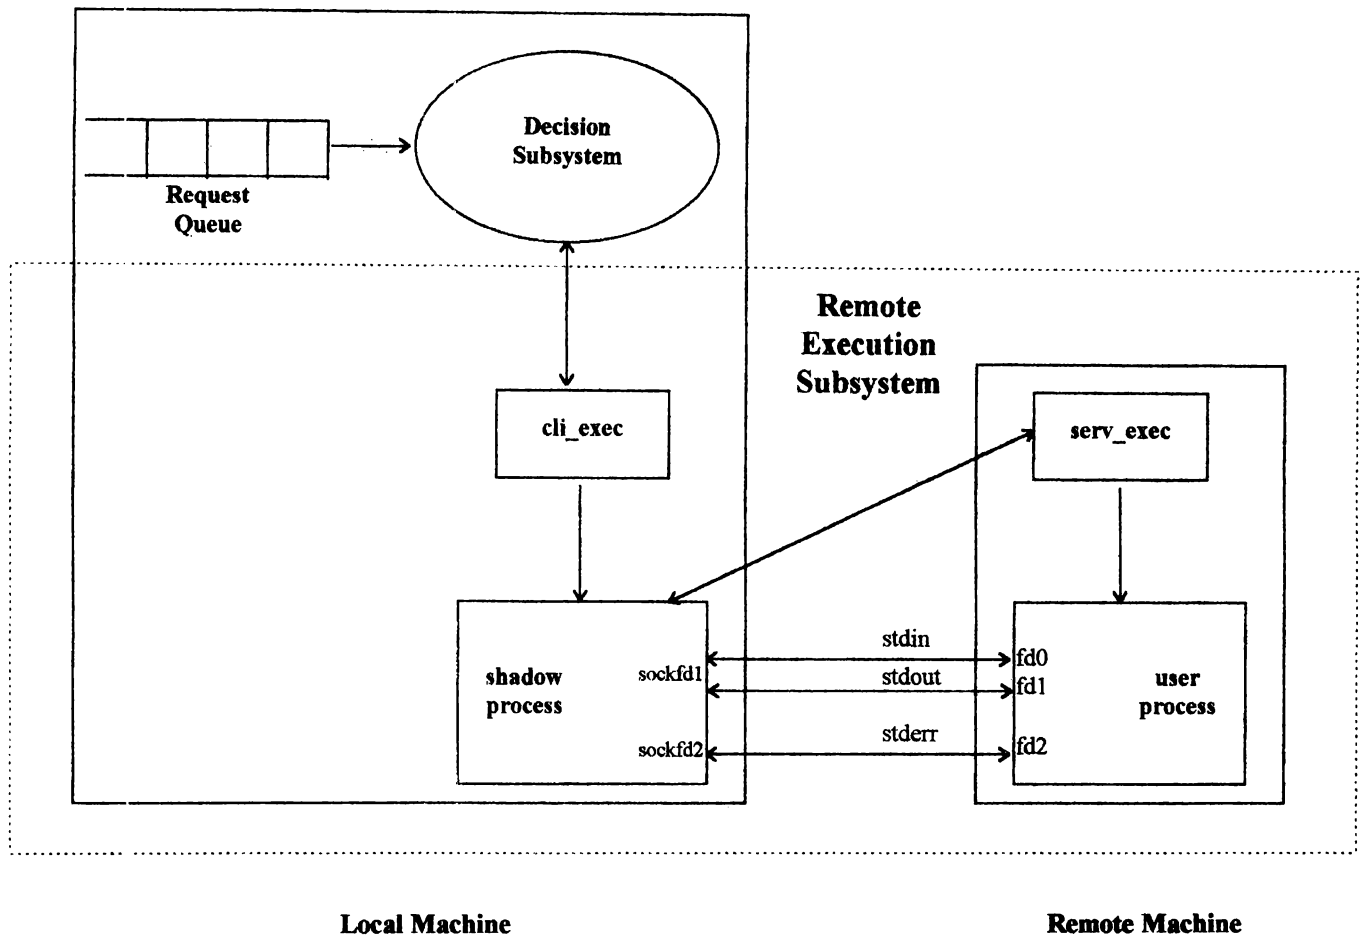 Decision
Subsystem
Request
Queue
Remote
Execution
Subsystem
cli_exec
serv_exec
shadow
process
sockfd1
sockfd2
stdin
stdout
stderr
fd0
fd1
fd2
user
process
Local Machine
Remote Machine